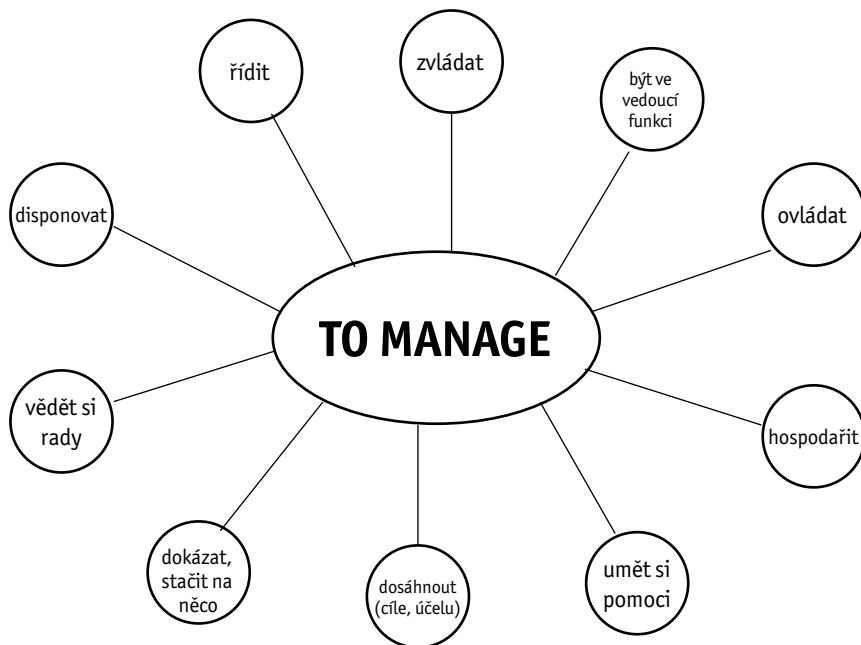 řídit
zvládat
být ve
vedoucí
funkci
disponovat
ovládat
TO MANAGE
vědět si
rady
hospodařit
dokázat,
stačit na
něco
dosáhnout
(cíle, účelu)
umět si
pomoci